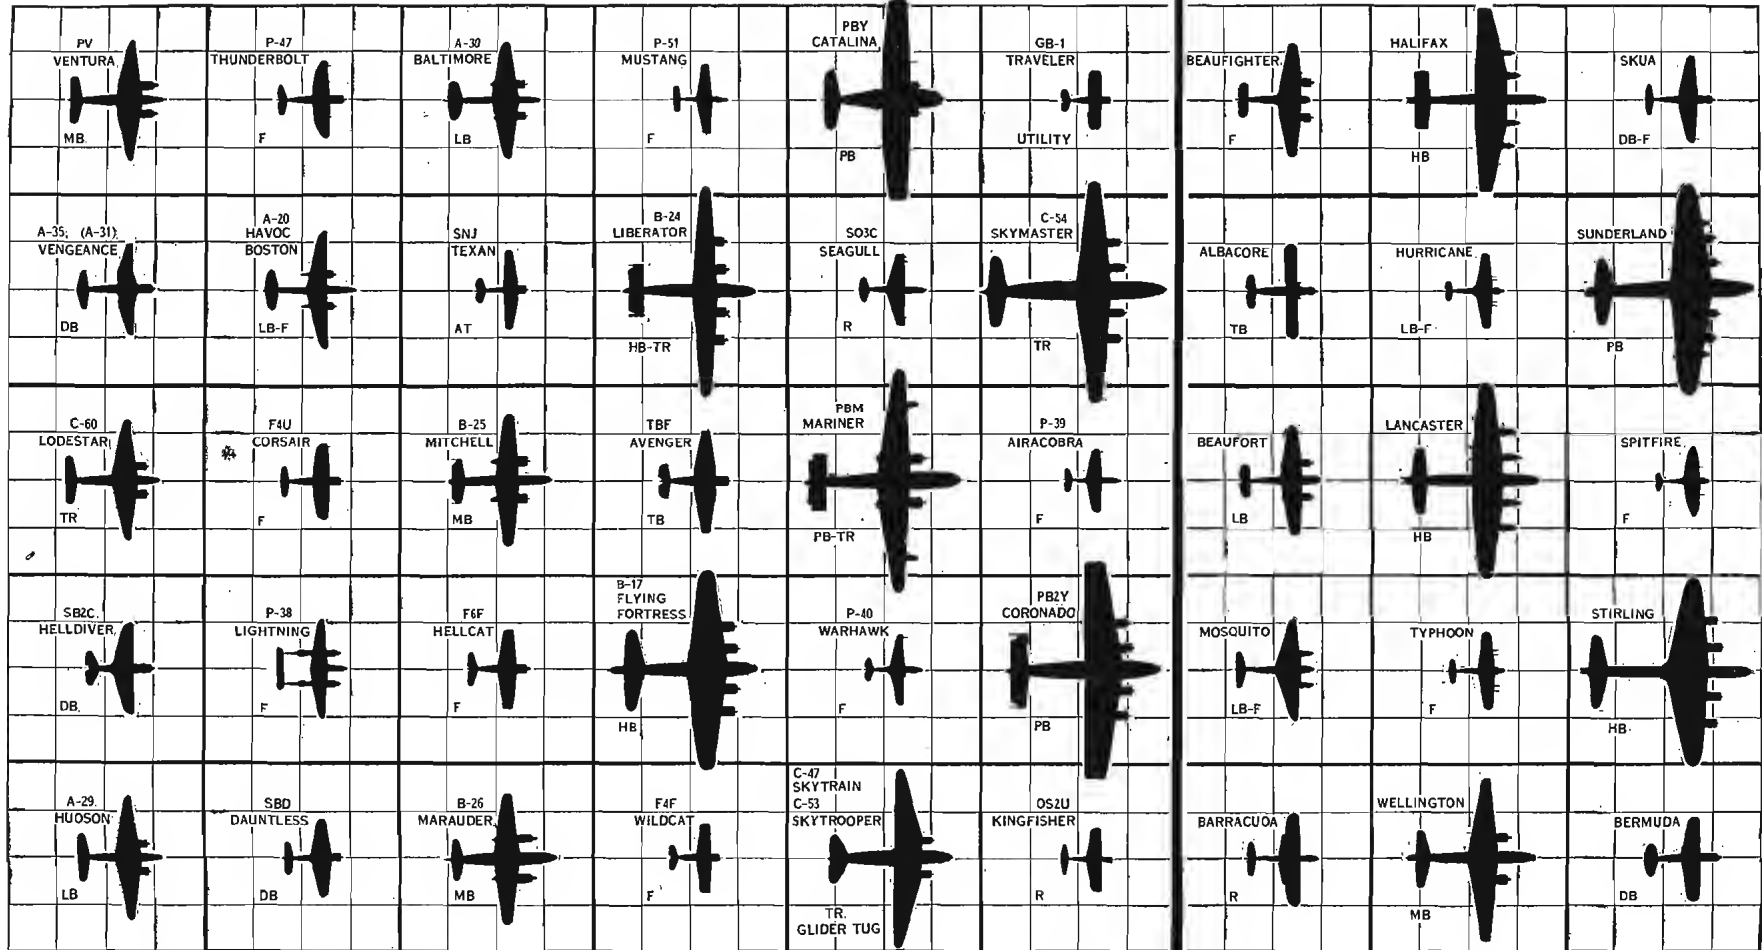 PV
VENTURA
MB.
P-47
THUNDERBOLT
F
A-30
BALTIMORE
LB
P-51
MUSTANG
F
PBY
CATALINA
PB
GB-1
TRAVELER
UTILITY
BEAUFIGHTER
F
HALIFAX
HB
SKUA
DB-F
A-35; (A-31)
VENGEANCE
DB
A-20
HAVOC
BOSTON
LB-F
SNJ
TEXAN
AT
B-24
LIBERATOR
HB-TR
SO3C
SEAGULL
R
C-54
SKYMASTER
TR
ALBACORE
TB
HURRICANE
LB-F
SUNDERLAND
PB
C-60
LODESTAR
TR
F4U
CORSAIR
F
B-25
MITCHELL
MB
TBF
AVENGER
TB
PBM
MARINER
PB-TR
P-39
AIRACOBRA
F
BEAUFORT
LB
LANCASTER
HB
SPITFIRE
F
SB2C.
HELLDIVER
DB.
P-38
LIGHTNING
F
F6F
HELLCAT
F
B-17
FLYING
FORTRESS
HB
P-40
WARHAWK
F
PB2Y
CORONADO
PB
MOSQUITO
LB-F
TYPHOON
F
STIRLING
HB
A-29.
HUDSON
LB
SBD
DAUNTLESS
DB
B-26
MARAUDER
MB
F4F
WILDCAT
F
C-47
SKYTRAIN
C-53
SKYTROOPER
TR.
GLIDER TUG
OS2U
KINGFISHER
R
BARRACUDA
R
WELLINGTON
MB
BERMUDA
DB